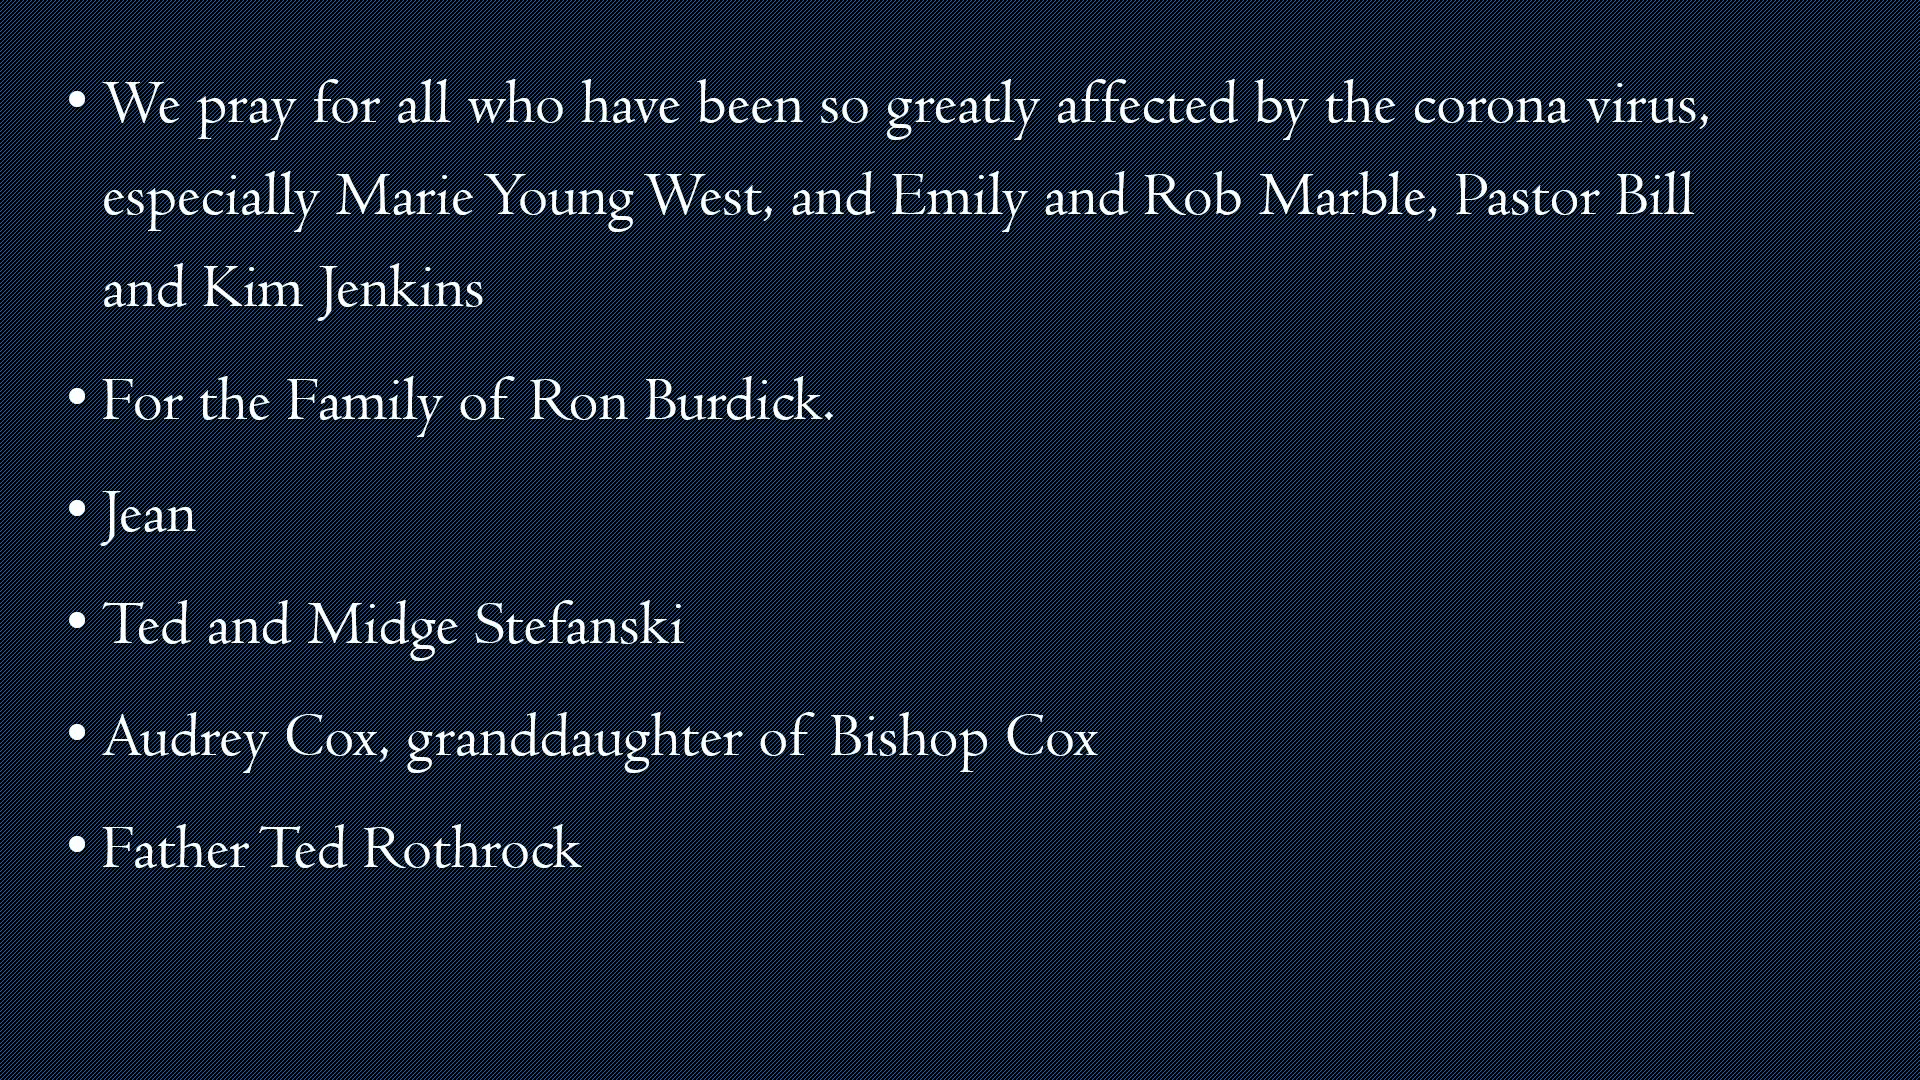 • We pray for all who have been so greatly affected by the corona virus,
especially Marie Young West, and Emily and Rob Marble, Pastor Bill
and Kim Jenkins
• For the Family of Ron Burdick.
• Jean
• Ted and Midge Stefanski
• Audrey Cox, granddaughter of Bishop Cox
• Father Ted Rothrock